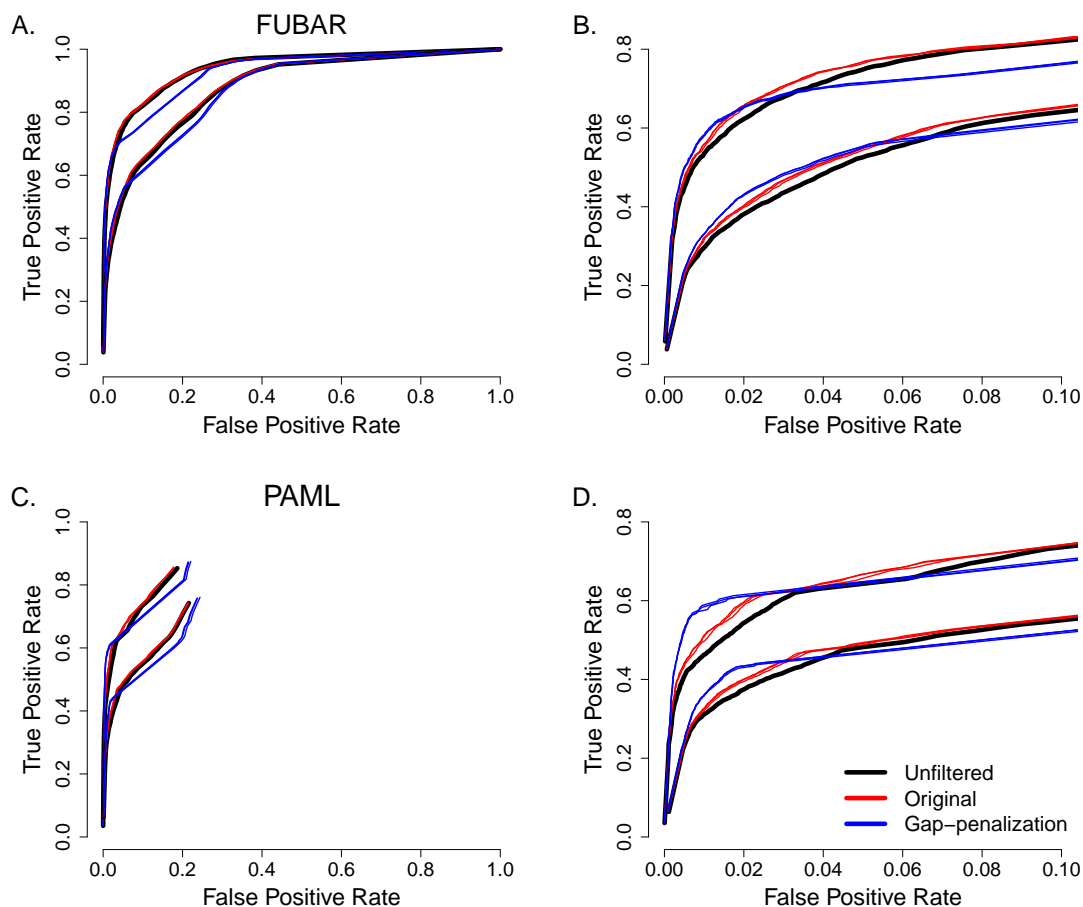 A.
FUBAR
True Positive Rate
0.0 0.2 0.4 0.6 0.8 1.0
0.0 0.2 0.4 0.6 0.8 1.0
False Positive Rate
B.
True Positive Rate
0.0 0.2 0.4 0.6 0.8
0.00 0.02 0.04 0.06 0.08 0.10
False Positive Rate
C.
PAML
True Positive Rate
0.0 0.2 0.4 0.6 0.8 1.0
0.0 0.2 0.4 0.6 0.8 1.0
False Positive Rate
D.
True Positive Rate
0.0 0.2 0.4 0.6 0.8
Unfiltered
Original
Gap−penalization
0.00 0.02 0.04 0.06 0.08 0.10
False Positive Rate